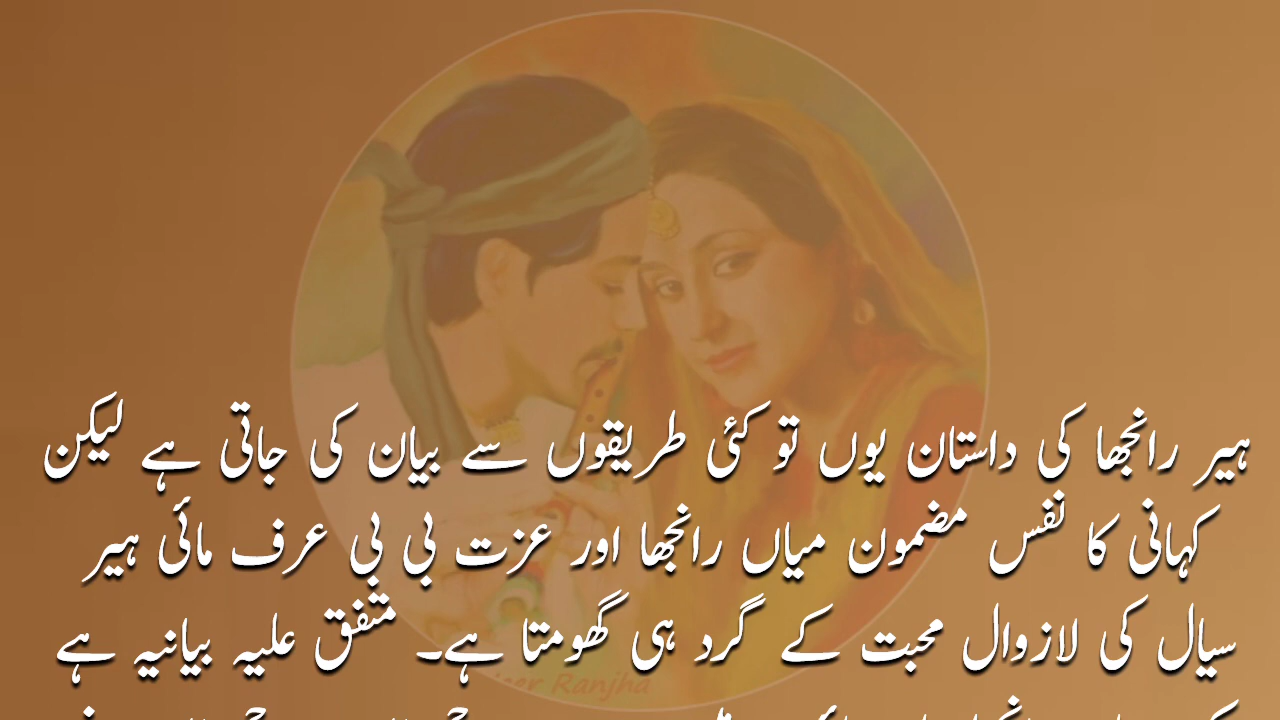 ہیر رانجھا کی داستان یوں تو کئی طریقوں سے بیان کی جاتی ہے لیکن
کہانی کا نفس مضمون میاں رانجھا اور عزت بی بی عرف مائی ہیر
سیال کی لازوال محبت کے گرد ہی گھومتا ہے۔ متفق علیہ بیانیہ ہے
Ranjha